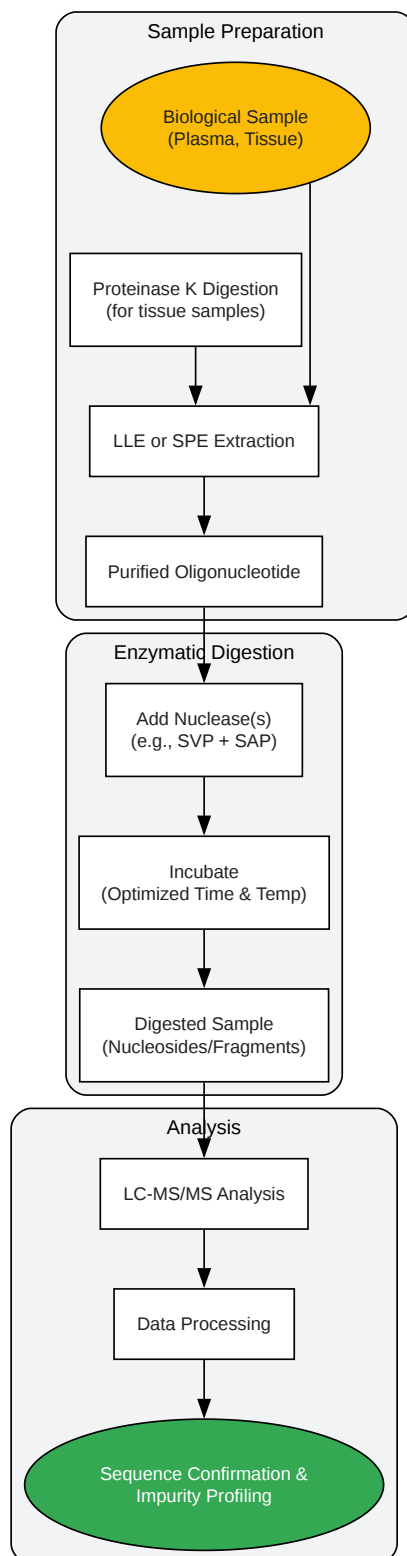 Sample Preparation
Biological Sample
(Plasma, Tissue)
Proteinase K Digestion
(for tissue samples)
LLE or SPE Extraction
Purified Oligonucleotide
Enzymatic Digestion
Add Nuclease(s)
(e.g., SVP + SAP)
Incubate
(Optimized Time & Temp)
Digested Sample
(Nucleosides/Fragments)
Analysis
LC-MS/MS Analysis
Data Processing
Sequence Confirmation &
Impurity Profiling